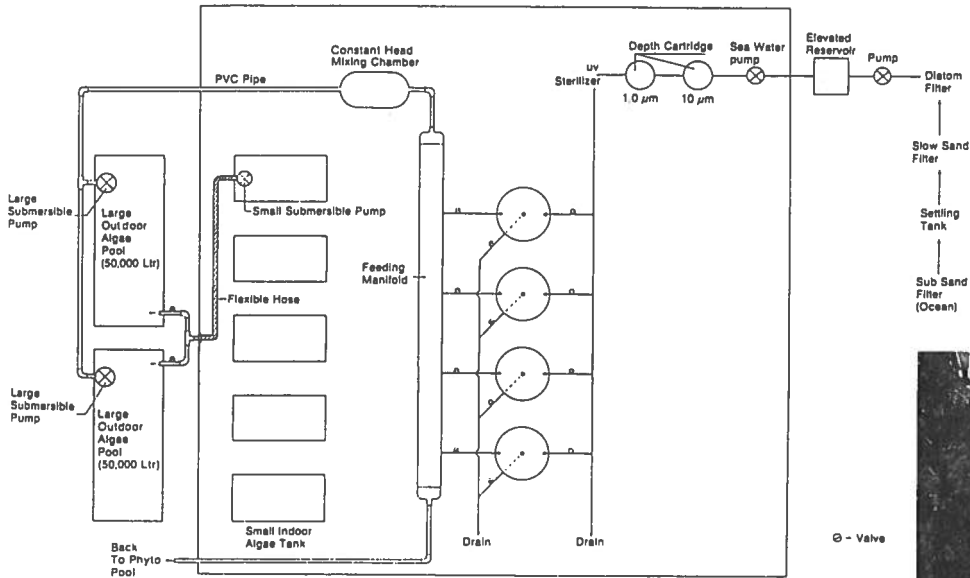 Constant Head
Mixing Chamber
PVC Pipe
Depth Cartridge
uv
Sterilizer
1.0 µm
10 µm
Sea Water
pump
Elevated
Reservoir
Pump
Diatom
Filter
Slow Sand
Filter
Settling
Tank
Sub Sand
Filter
(Ocean)
Large
Submersible
Pump
Large
Outdoor
Algae
Pool
(50,000 Ltr)
Small Submersible Pump
Flexible Hose
Feeding
Manifold
Large
Submersible
Pump
Large
Outdoor
Algae
Pool
(50,000 Ltr)
Small Indoor
Algae Tank
Back
To Phyto
Pool
Drain
Drain
⊘ - Valve